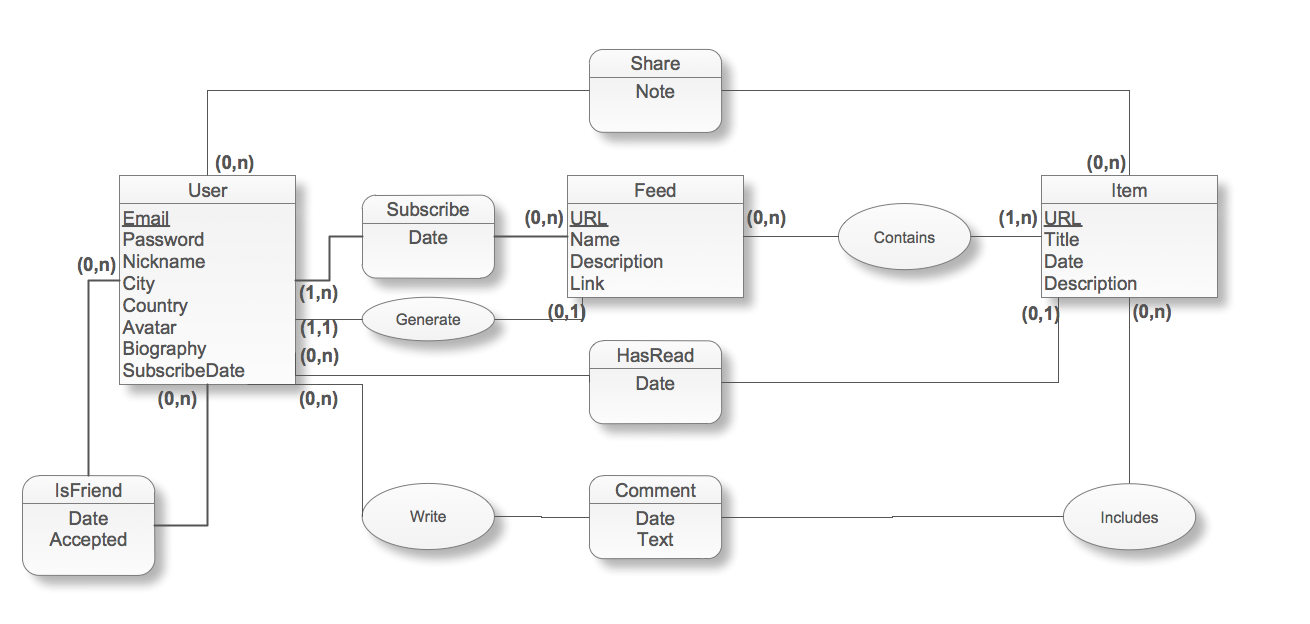 Share
Note
(0,n)
(0,n)
User
Email
Password
Nickname
City
Country
Avatar
Biography
SubscribeDate
Subscribe
Date
(0,n)
Feed
URL
Name
Description
Link
(0,n)
Contains
(1,n)
Item
URL
Title
Date
Description
(0,n)
(1,n)
(1,1)
Generate
(0,1)
(0,1)
(0,n)
(0,n)
HasRead
Date
(0,n)
(0,n)
IsFriend
Date
Accepted
Write
Comment
Date
Text
Includes